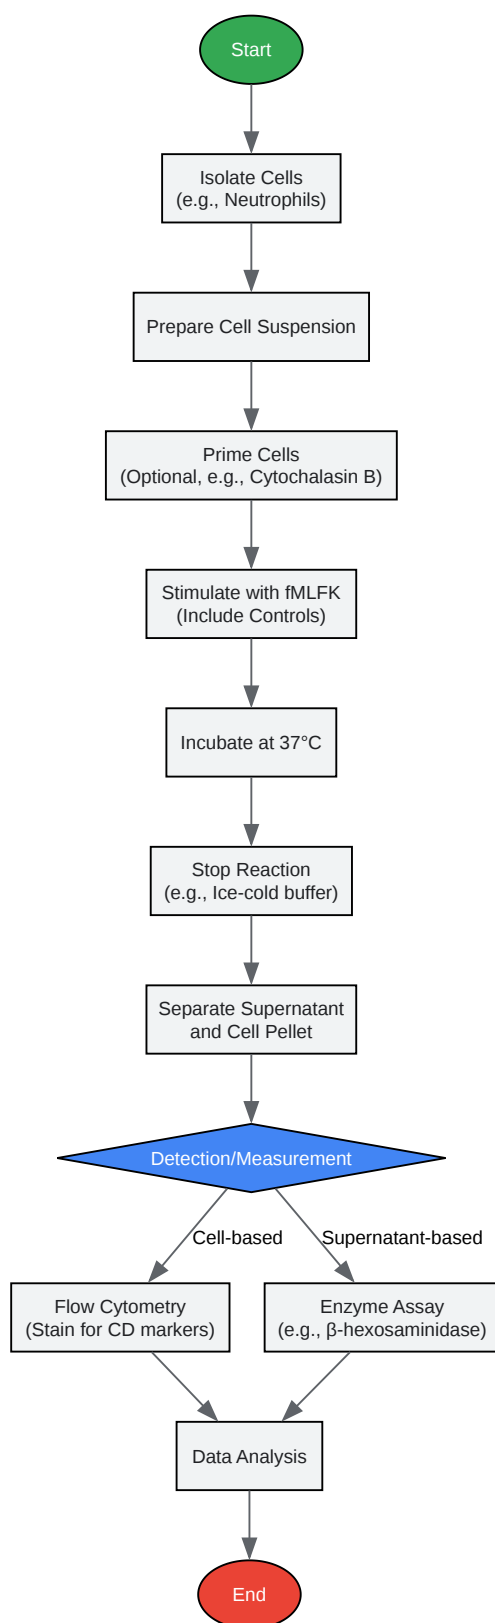 Start
Isolate Cells
(e.g., Neutrophils)
Prepare Cell Suspension
Prime Cells
(Optional, e.g., Cytochalasin B)
Stimulate with fMLFK
(Include Controls)
Incubate at 37°C
Stop Reaction
(e.g., Ice-cold buffer)
Separate Supernatant
and Cell Pellet
Detection/Measurement
Cell-based
Supernatant-based
Flow Cytometry
(Stain for CD markers)
Enzyme Assay
(e.g., β-hexosaminidase)
Data Analysis
End